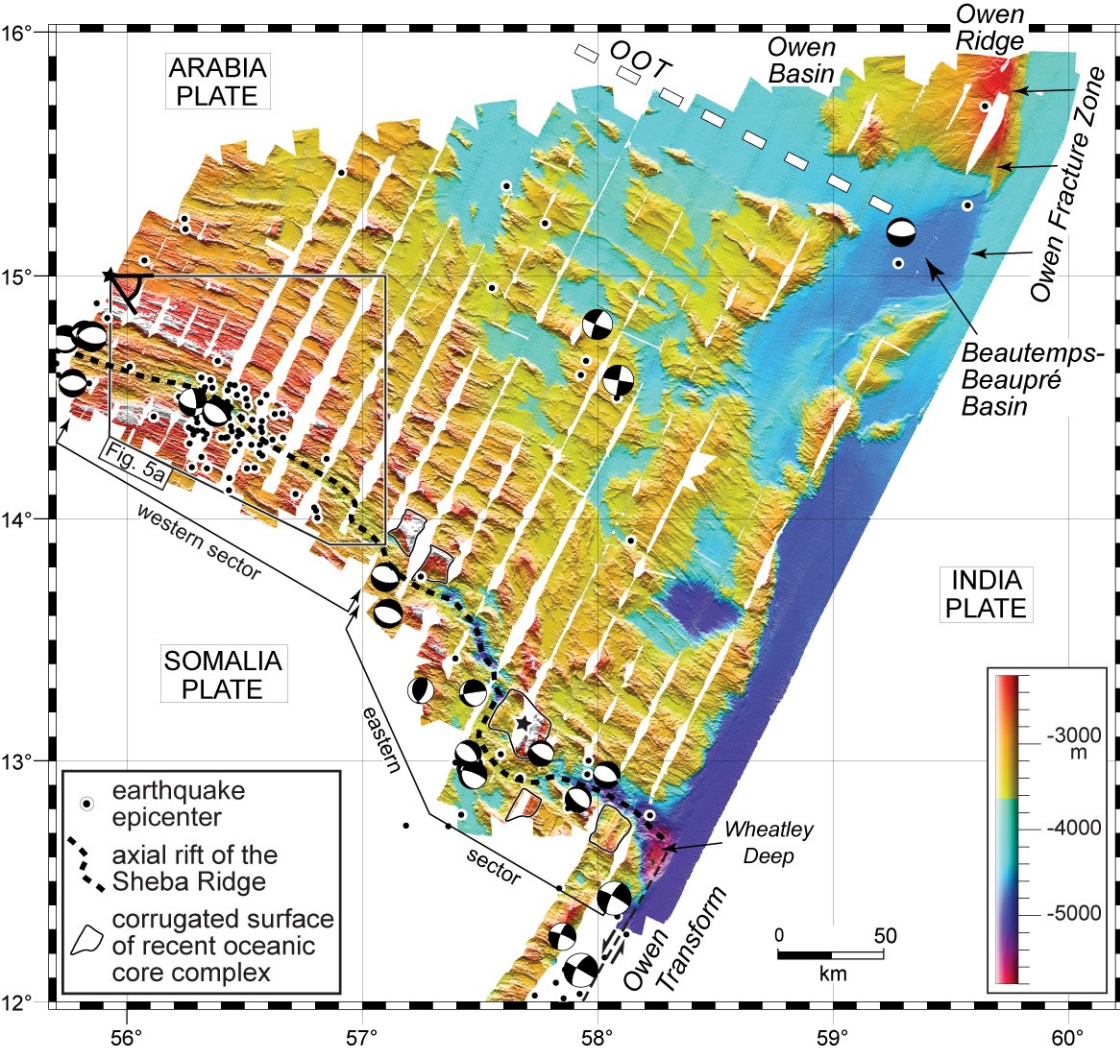 Owen
Ridge
16°
OOT
Owen
Basin
ARABIA
PLATE
Owen Fracture Zone
15°
Beautemps-
Beaupré
Basin
Fig. 5a
western sector
14°
INDIA
PLATE
SOMALIA
PLATE
eastern
sector
13°
-3000
m
-4000
-5000
earthquake
epicenter
axial rift of the
Sheba Ridge
corrugated surface
of recent oceanic
core complex
Wheatley
Deep
Owen
Transform
0 50
km
12°
56° 57° 58° 59° 60°